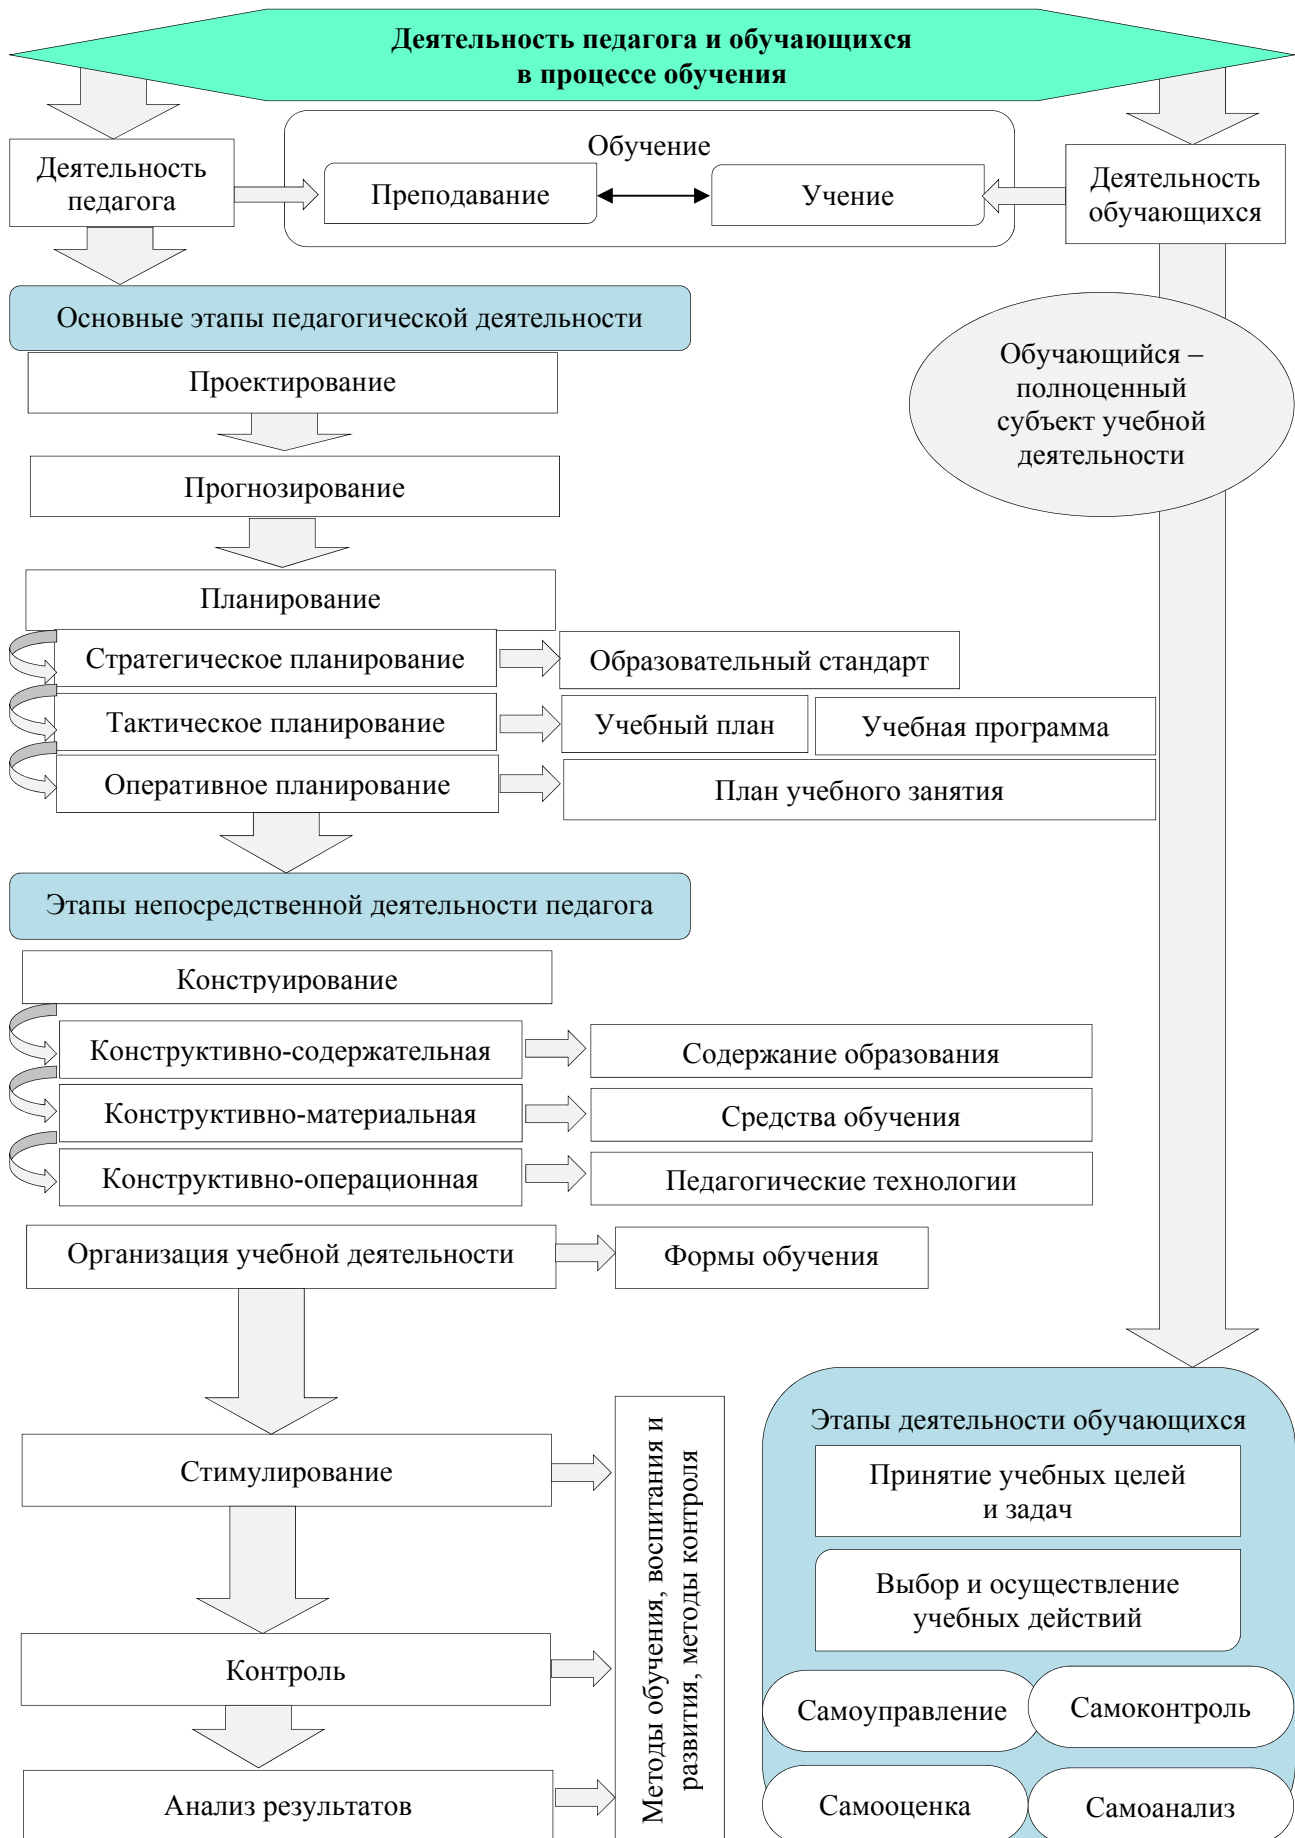 Деятельность педагога и обучающихся
в процессе обучения
Деятельность
педагога
Обучение
Преподавание
Учение
Деятельность
обучающихся
Основные этапы педагогической деятельности
Обучающийся –
полноценный
субъект учебной
деятельности
Проектирование
Прогнозирование
Планирование
Стратегическое планирование
Образовательный стандарт
Тактическое планирование
Учебный план
Учебная программа
Оперативное планирование
План учебного занятия
Этапы непосредственной деятельности педагога
Конструирование
Конструктивно-содержательная
Содержание образования
Конструктивно-материальная
Средства обучения
Конструктивно-операционная
Педагогические технологии
Организация учебной деятельности
Формы обучения
Стимулирование
Контроль
Анализ результатов
Методы обучения, воспитания и
развития, методы контроля
Этапы деятельности обучающихся
Принятие учебных целей
и задач
Выбор и осуществление
учебных действий
Самоуправление
Самоконтроль
Самооценка
Самоанализ